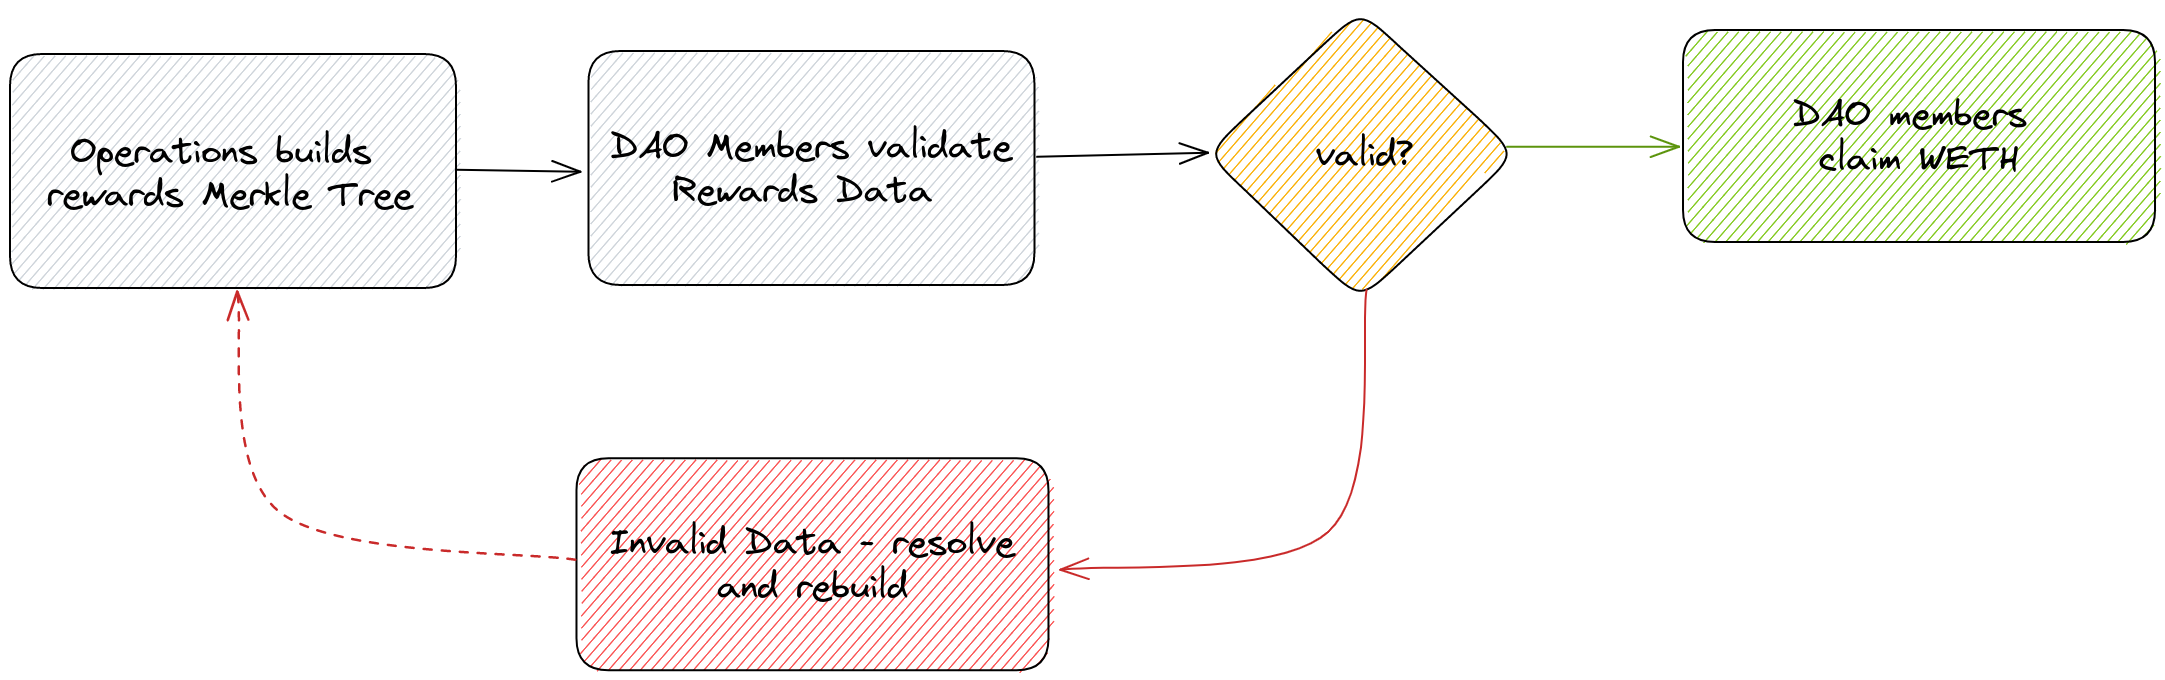 Operations builds
rewards Merkle Tree
DAO Members validate
Rewards Data
valid?
DAO members
claim WETH
Invalid Data - resolve
and rebuild